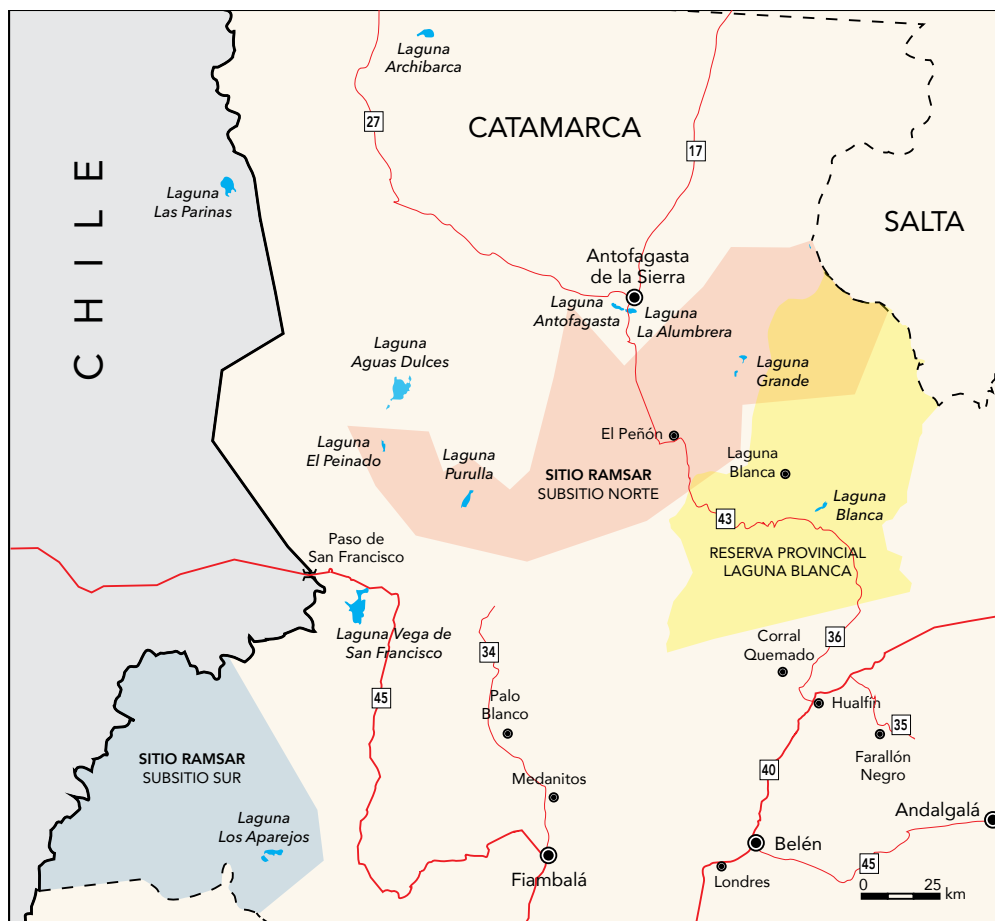 Laguna
Archibarca
27
CATAMARCA
17
CHILE
Laguna
Las Parinas
SALTA
Antofagasta
de la Sierra
Laguna
Antofagasta
Laguna
La Alumbrera
Laguna
Aguas Dulces
Laguna
Grande
El Peñón
Laguna
El Peinado
Laguna
Purulla
SITIO RAMSAR
SUBSITIO NORTE
Laguna
Blanca
Laguna
Blanca
43
RESERVA PROVINCIAL
LAGUNA BLANCA
Paso de
San Francisco
Laguna Vega de
San Francisco
34
36
Corral
Quemado
45
Palo
Blanco
Hualfín
35
SITIO RAMSAR
SUBSITIO SUR
Farallón
Negro
40
Medanitos
Laguna
Los Aparejos
Andalgalá
Belén
Fiambalá
Londres
45
0 25 km